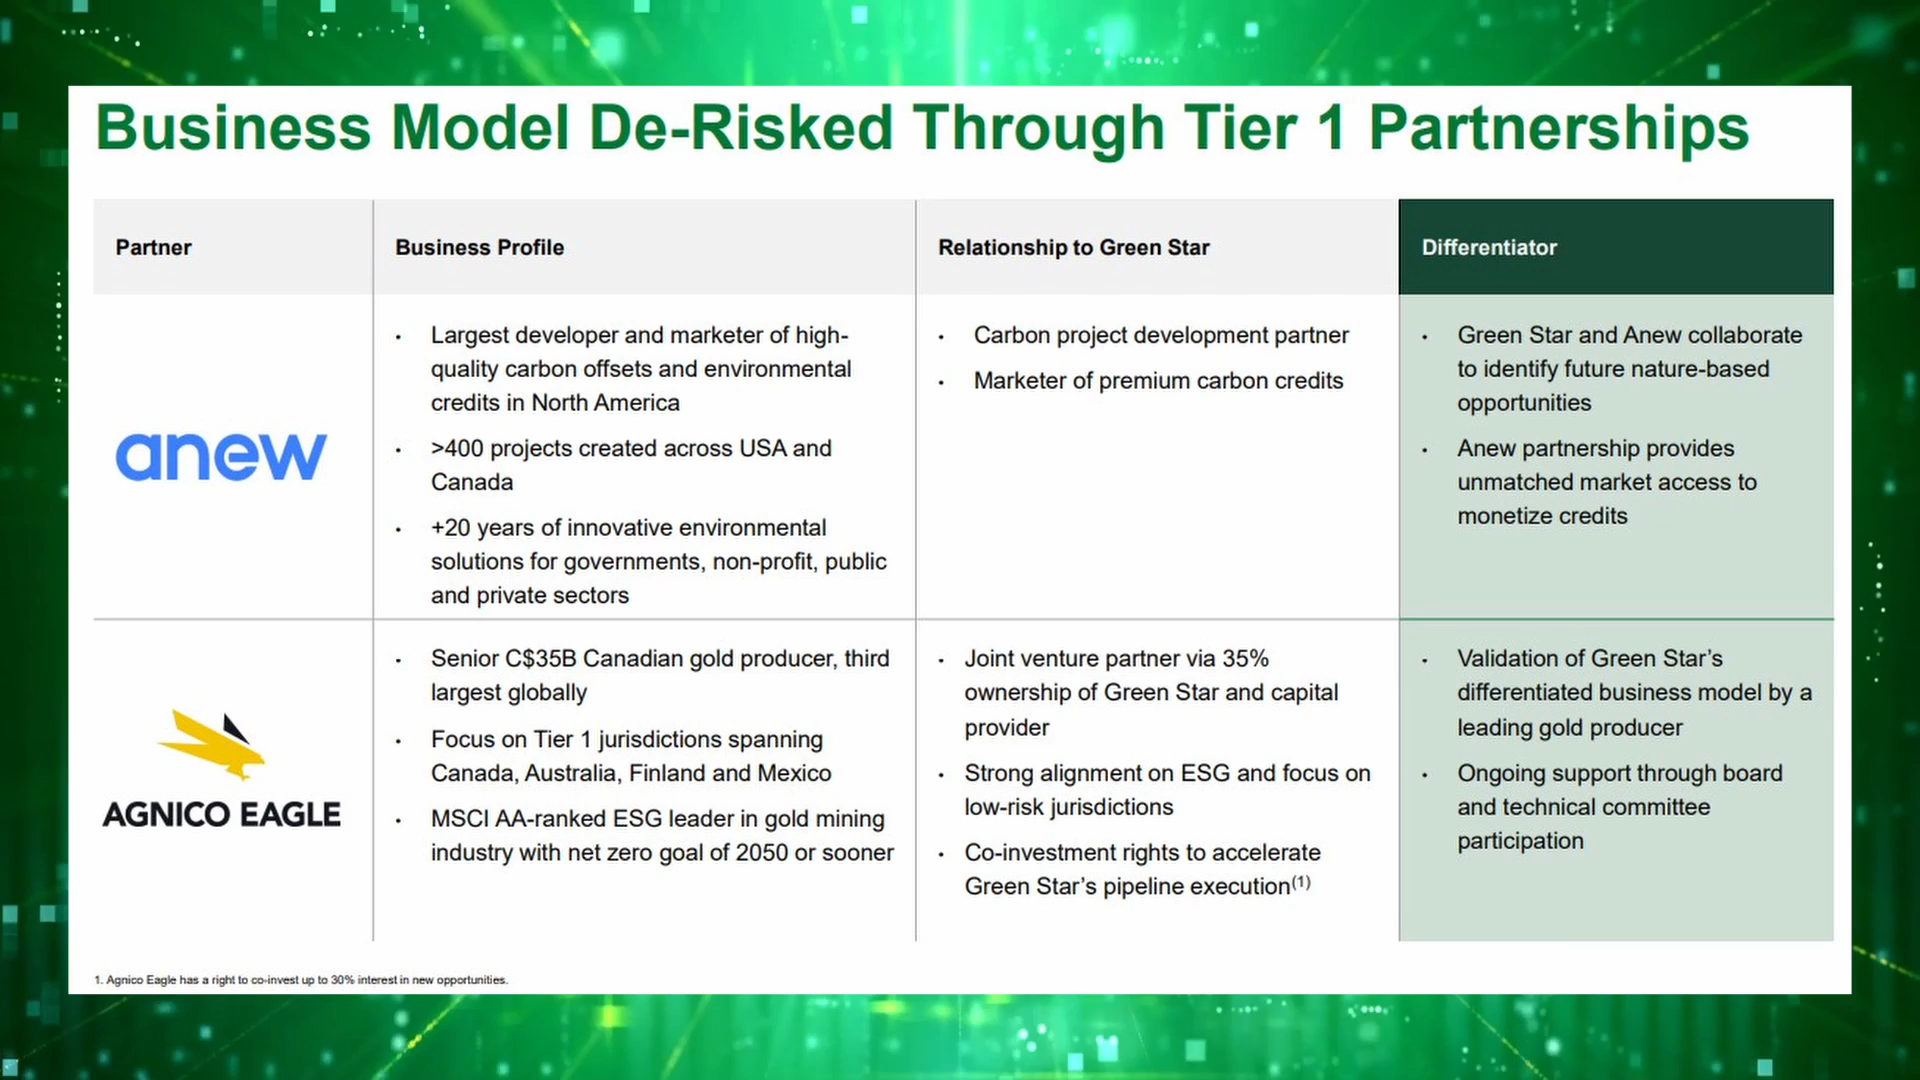 Business Model De-Risked Through Tier 1 Partnerships
Partner
Business Profile
Relationship to Green Star
Differentiator
anew
• Largest developer and marketer of high-
quality carbon offsets and environmental
credits in North America
• >400 projects created across USA and
Canada
• +20 years of innovative environmental
solutions for governments, non-profit, public
and private sectors
• Carbon project development partner
• Marketer of premium carbon credits
• Green Star and Anew collaborate
to identify future nature-based
opportunities
• Anew partnership provides
unmatched market access to
monetize credits
AGNICO EAGLE
• Senior C$35B Canadian gold producer, third
largest globally
• Focus on Tier 1 jurisdictions spanning
Canada, Australia, Finland and Mexico
• MSCI AA-ranked ESG leader in gold mining
industry with net zero goal of 2050 or sooner
• Joint venture partner via 35%
ownership of Green Star and capital
provider
• Strong alignment on ESG and focus on
low-risk jurisdictions
• Co-investment rights to accelerate
Green Star’s pipeline execution(1)
• Validation of Green Star’s
differentiated business model by a
leading gold producer
• Ongoing support through board
and technical committee
participation
1. Agnico Eagle has a right to co-invest up to 30% interest in new opportunities.